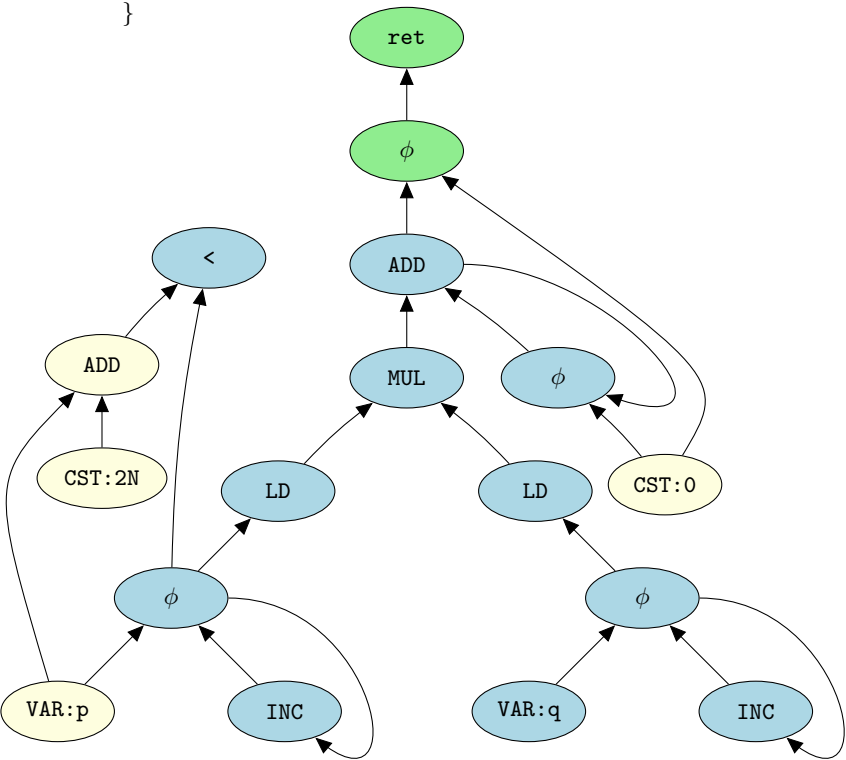 }
ret
ϕ
<
ADD
ADD
MUL
ϕ
CST:2N
LD
LD
CST:0
ϕ
ϕ
VAR:p
INC
VAR:q
INC